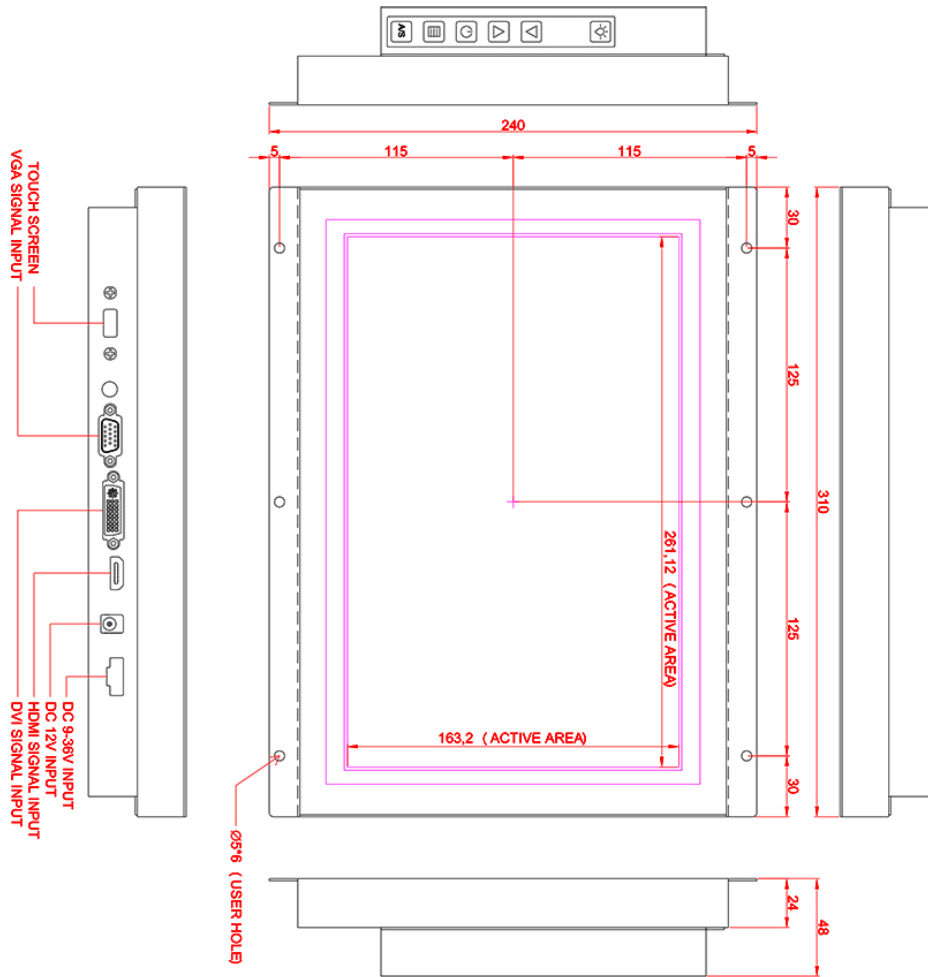 A/S
240
5
115
115
5
30
125
310
125
30
261,12 ( ACTIVE AREA)
163,2 ( ACTIVE AREA)
TOUCH SCREEN
VGA SIGNAL INPUT
DC 9-36V INPUT
DC 12V INPUT
HDMI SIGNAL INPUT
DVI SIGNAL INPUT
Ø5*6 ( USER HOLE)
24
48